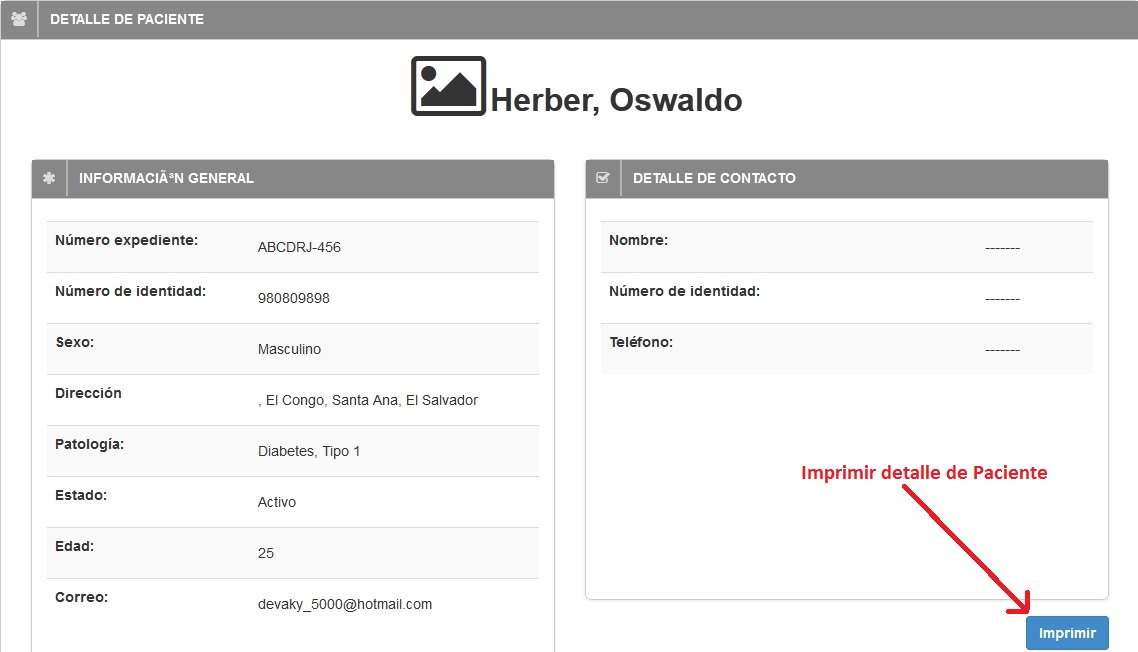 DETALLE DE PACIENTE
Herber, Oswaldo
INFORMACIÃ³N GENERAL
Número expediente: ABCDRJ-456
Número de identidad: 980809898
Sexo: Masculino
Dirección , El Congo, Santa Ana, El Salvador
Patología: Diabetes, Tipo 1
Estado: Activo
Edad: 25
Correo: devaky_5000@hotmail.com
DETALLE DE CONTACTO
Nombre: -------
Número de identidad: -------
Teléfono: -------
Imprimir detalle de Paciente
Imprimir